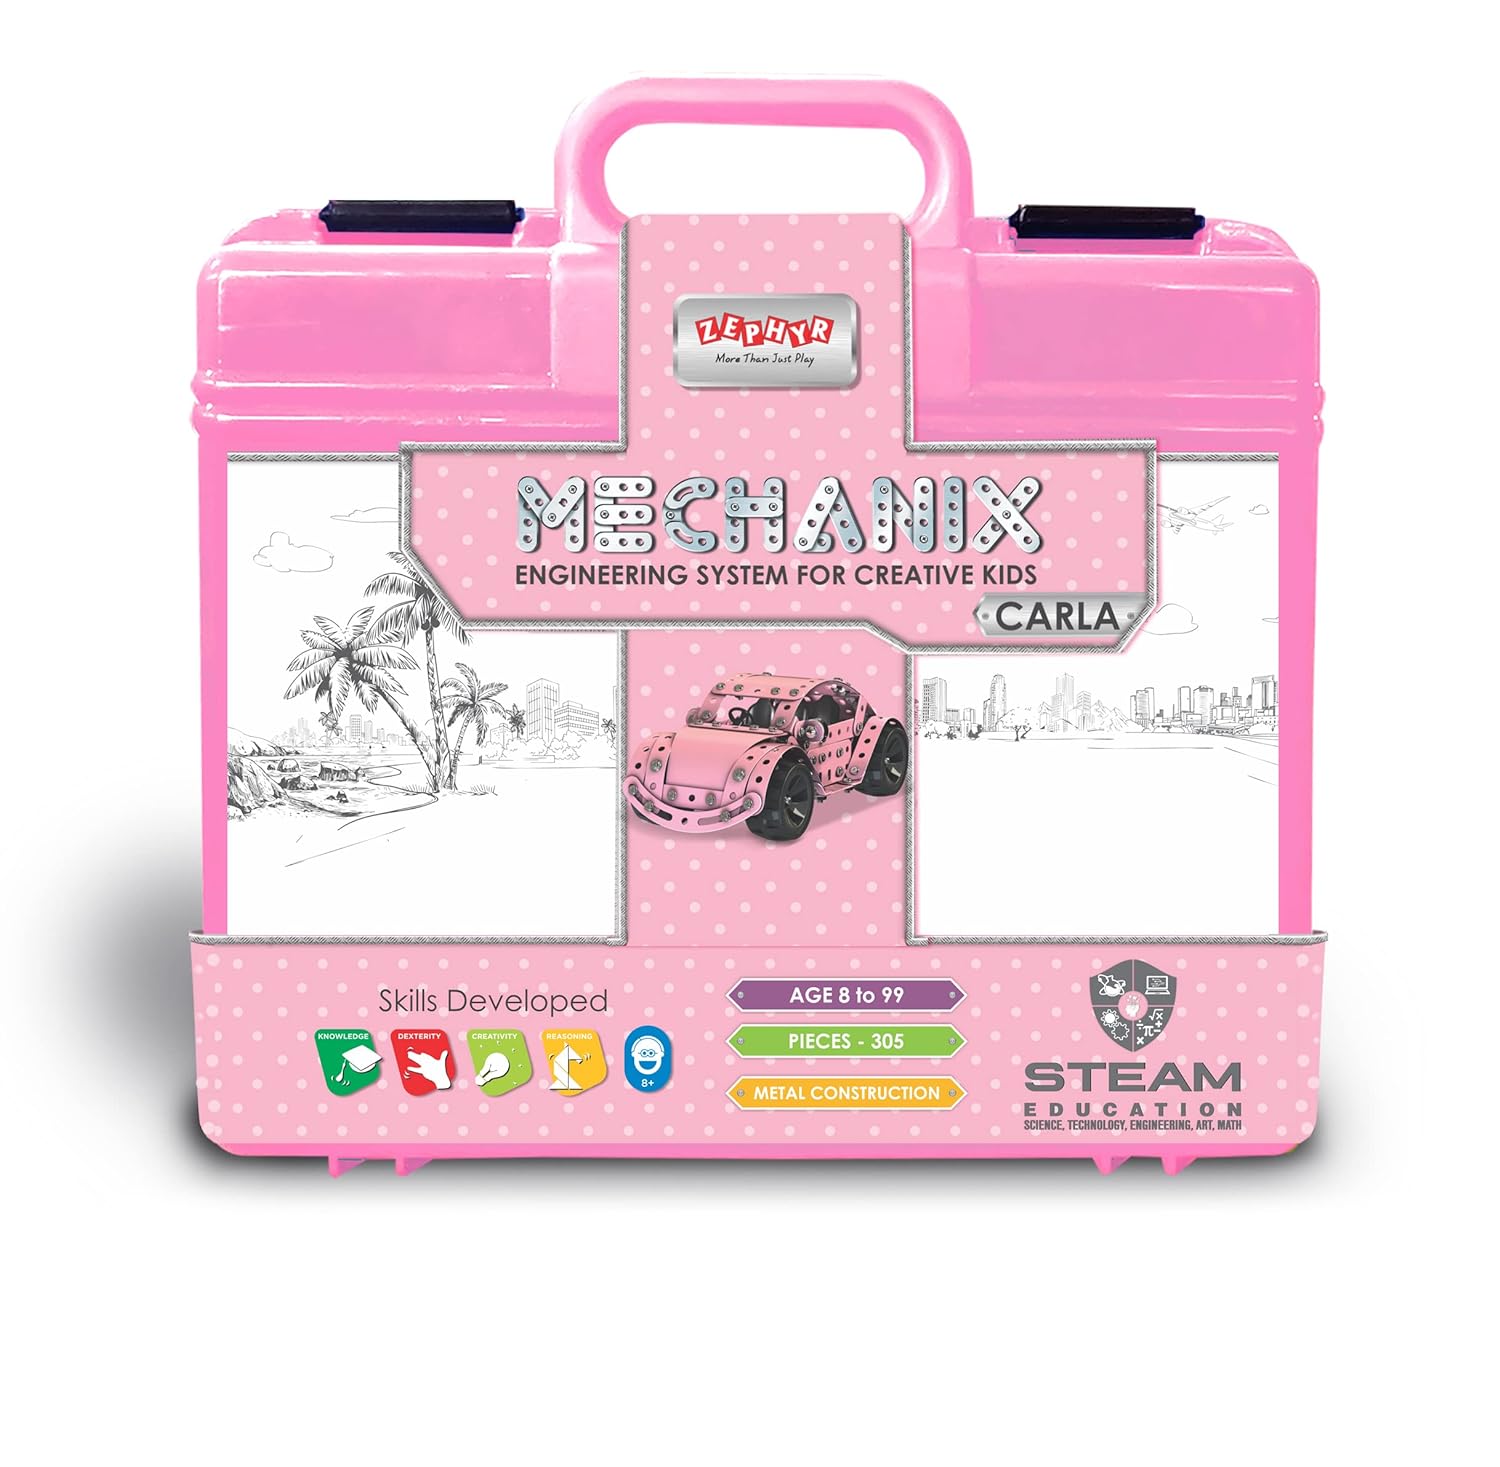 ZEPHYR
More Than Just Play
MECHANIX
ENGINEERING SYSTEM FOR CREATIVE KIDS
CARLA
Skills Developed
KNOWLEDGE
DEXTERITY
CREATIVITY
REASONING
8+
AGE 8 to 99
PIECES - 305
METAL CONSTRUCTION
STEAM
EDUCATION
SCIENCE, TECHNOLOGY, ENGINEERING, ART, MATH